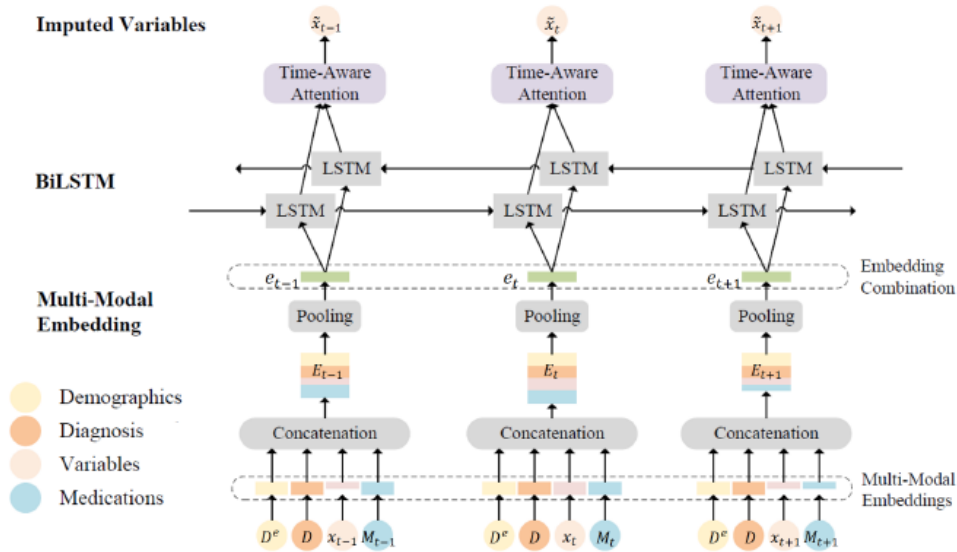 Imputed Variables
x̃t−1
x̃t
x̃t+1
Time-Aware
Attention
Time-Aware
Attention
Time-Aware
Attention
BiLSTM
LSTM
LSTM
LSTM
LSTM
LSTM
LSTM
et−1
et
et+1
Embedding
Combination
Multi-Modal
Embedding
Pooling
Pooling
Pooling
Et−1
Et
Et+1
Demographics
Diagnosis
Variables
Medications
Concatenation
Concatenation
Concatenation
Multi-Modal
Embeddings
De D xt−1 Mt−1
De D xt Mt
De D xt+1 Mt+1